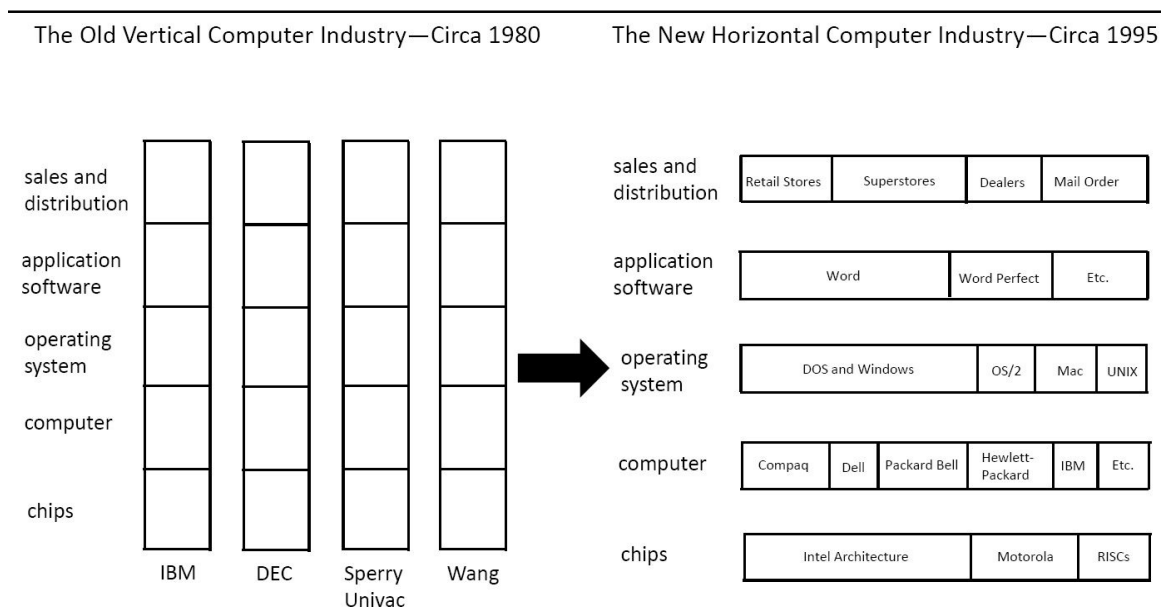 The Old Vertical Computer Industry—Circa 1980
sales and
distribution
application
software
operating
system
computer
chips
IBM
DEC
Sperry
Univac
Wang
The New Horizontal Computer Industry—Circa 1995
sales and
distribution
Retail Stores
Superstores
Dealers
Mail Order
application
software
Word
Word Perfect
Etc.
operating
system
DOS and Windows
OS/2
Mac
UNIX
computer
Compaq
Dell
Packard Bell
Hewlett-
Packard
IBM
Etc.
chips
Intel Architecture
Motorola
RISCs